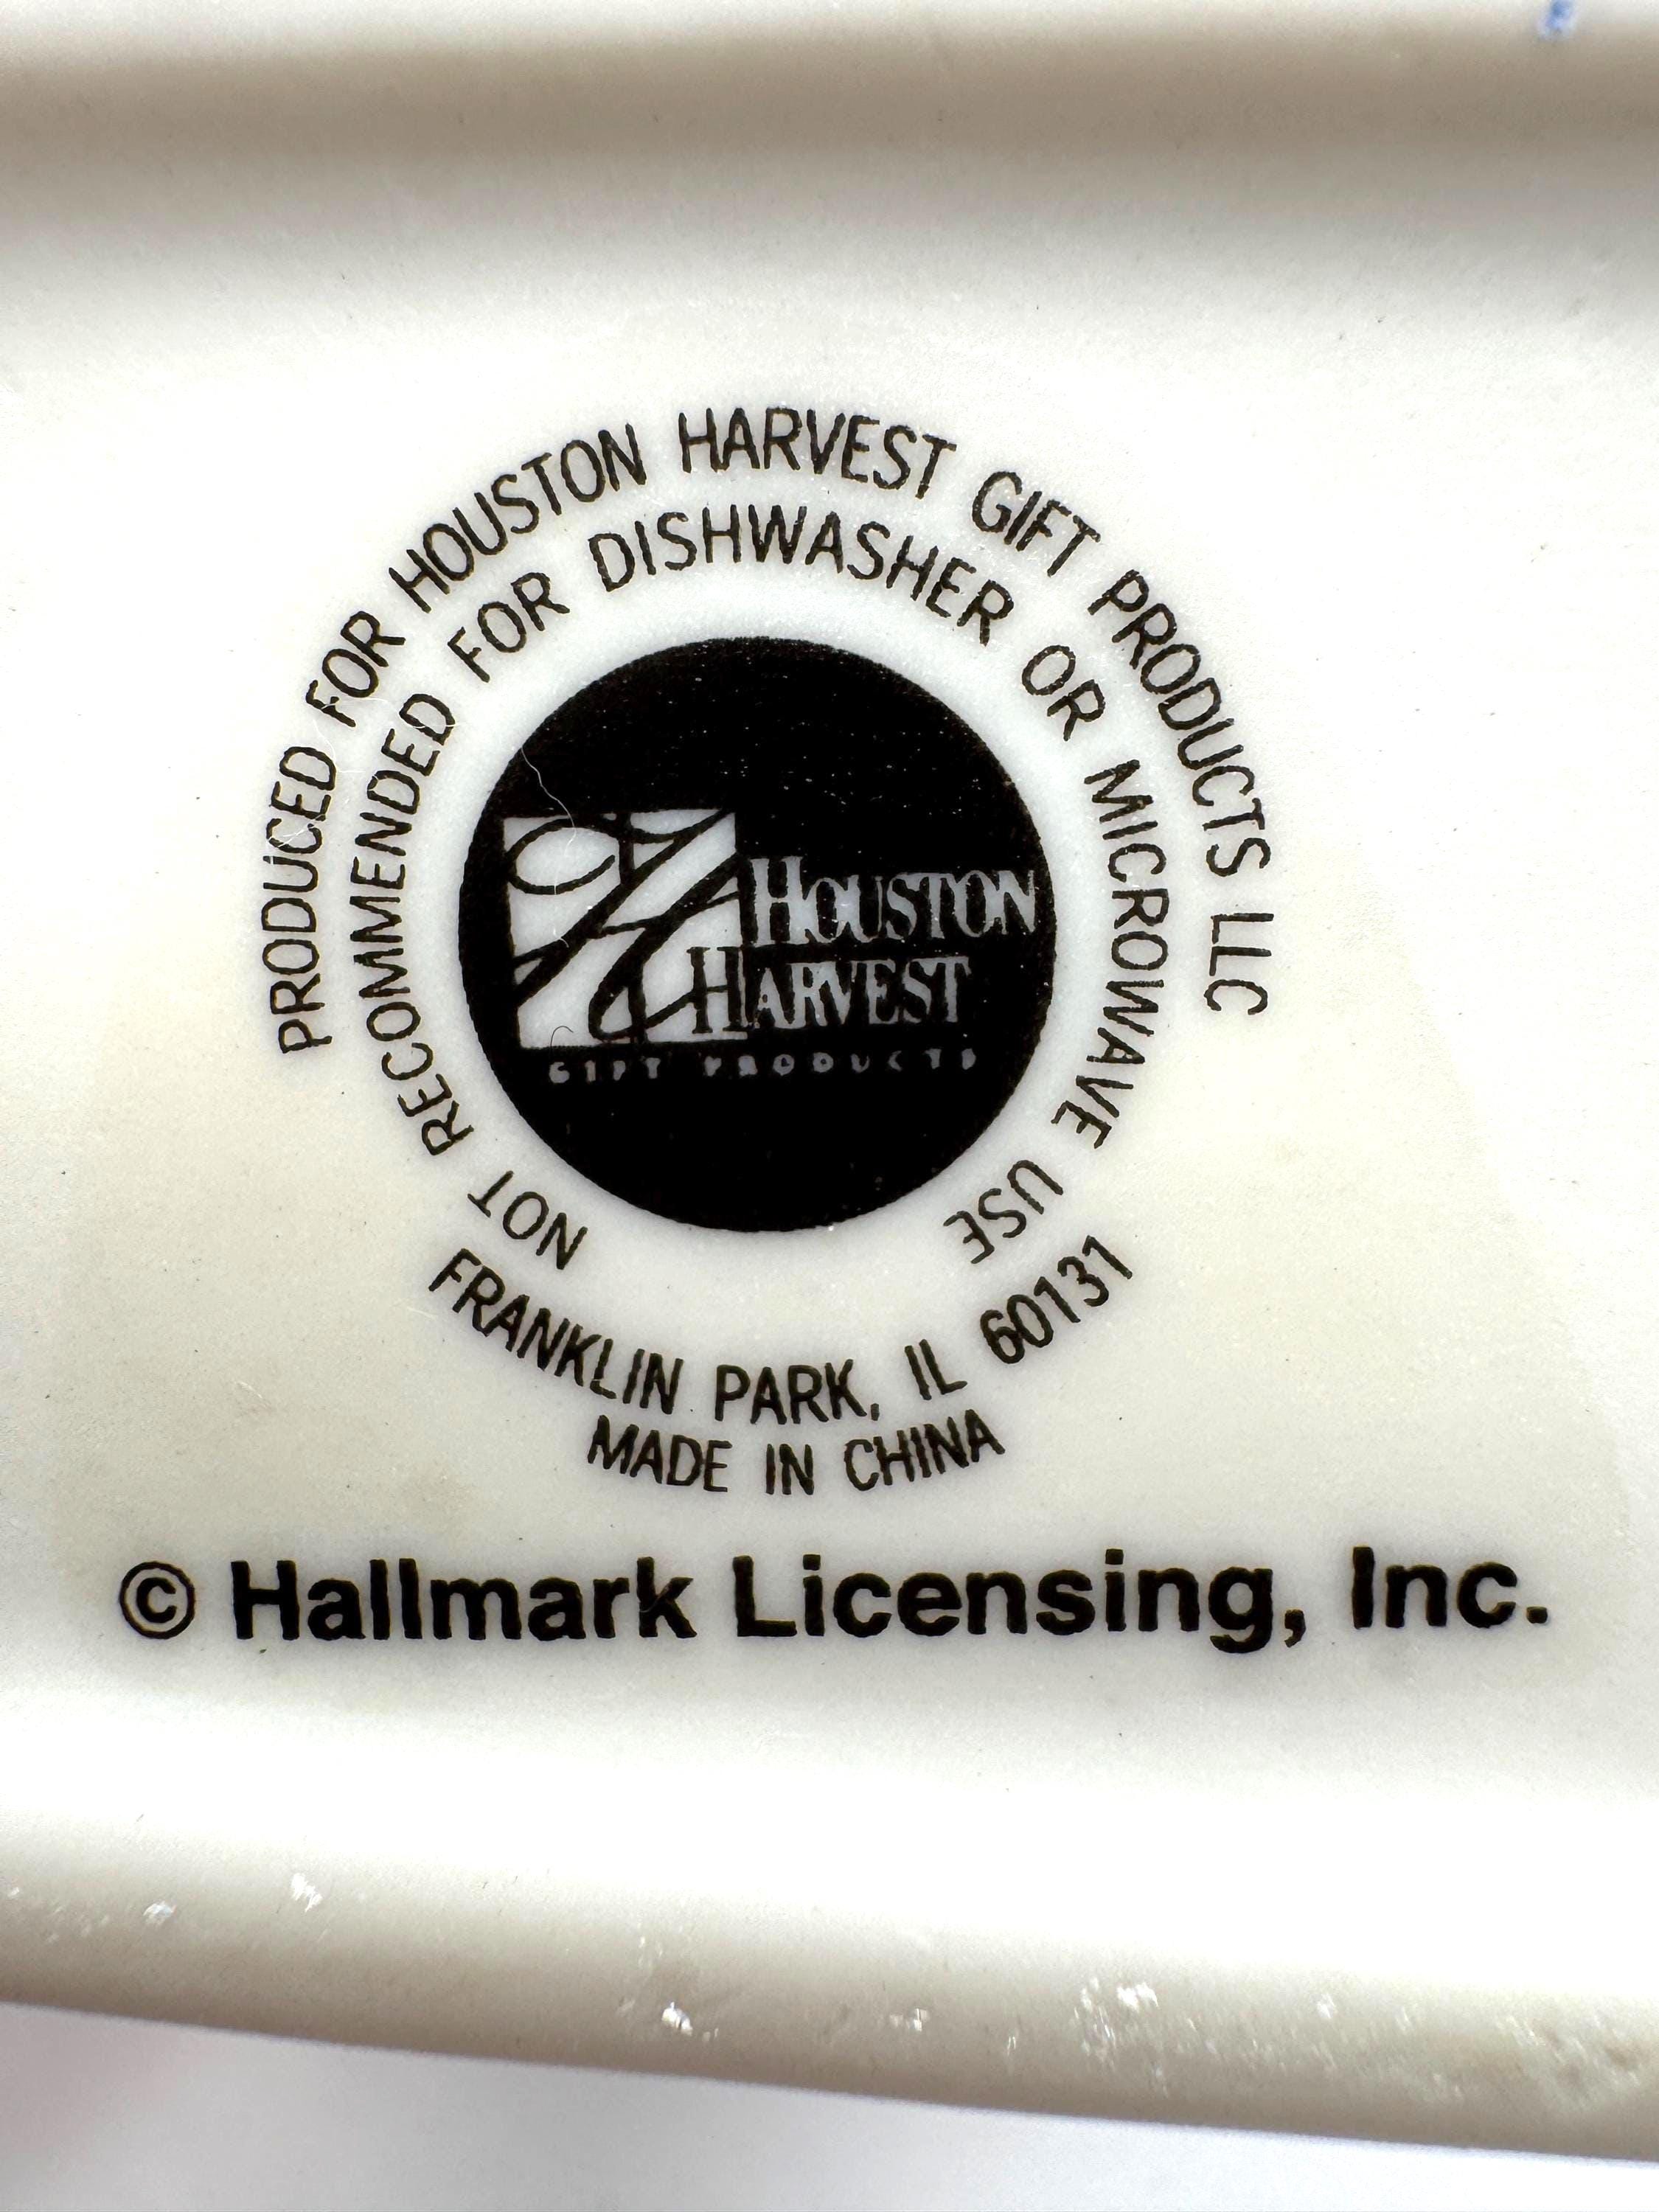 PRODUCED FOR HOUSTON HARVEST GIFT PRODUCTS LLC
NOT RECOMMENDED FOR DISHWASHER OR MICROWAVE USE
HOUSTON
HARVEST
GIFT PRODUCTS
FRANKLIN PARK, IL 60131
MADE IN CHINA
© Hallmark Licensing, Inc.